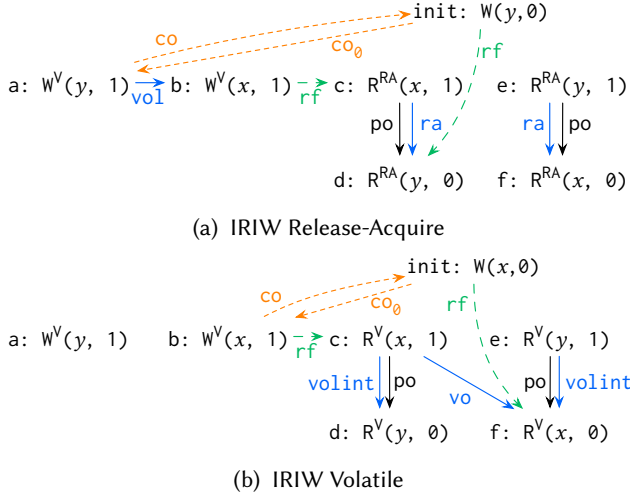 init: W(y,0)
co
co₀
rf
a: Wⱽ(y, 1) vol b: Wⱽ(x, 1) rf c: Rᴿᴬ(x, 1) e: Rᴿᴬ(y, 1)
po ra ra po
d: Rᴿᴬ(y, 0) f: Rᴿᴬ(x, 0)
(a) IRIW Release-Acquire
init: W(x,0)
co
co₀
rf
a: Wⱽ(y, 1) b: Wⱽ(x, 1) rf c: Rⱽ(x, 1) e: Rⱽ(y, 1)
volint po vo po volint
d: Rⱽ(y, 0) f: Rⱽ(x, 0)
(b) IRIW Volatile